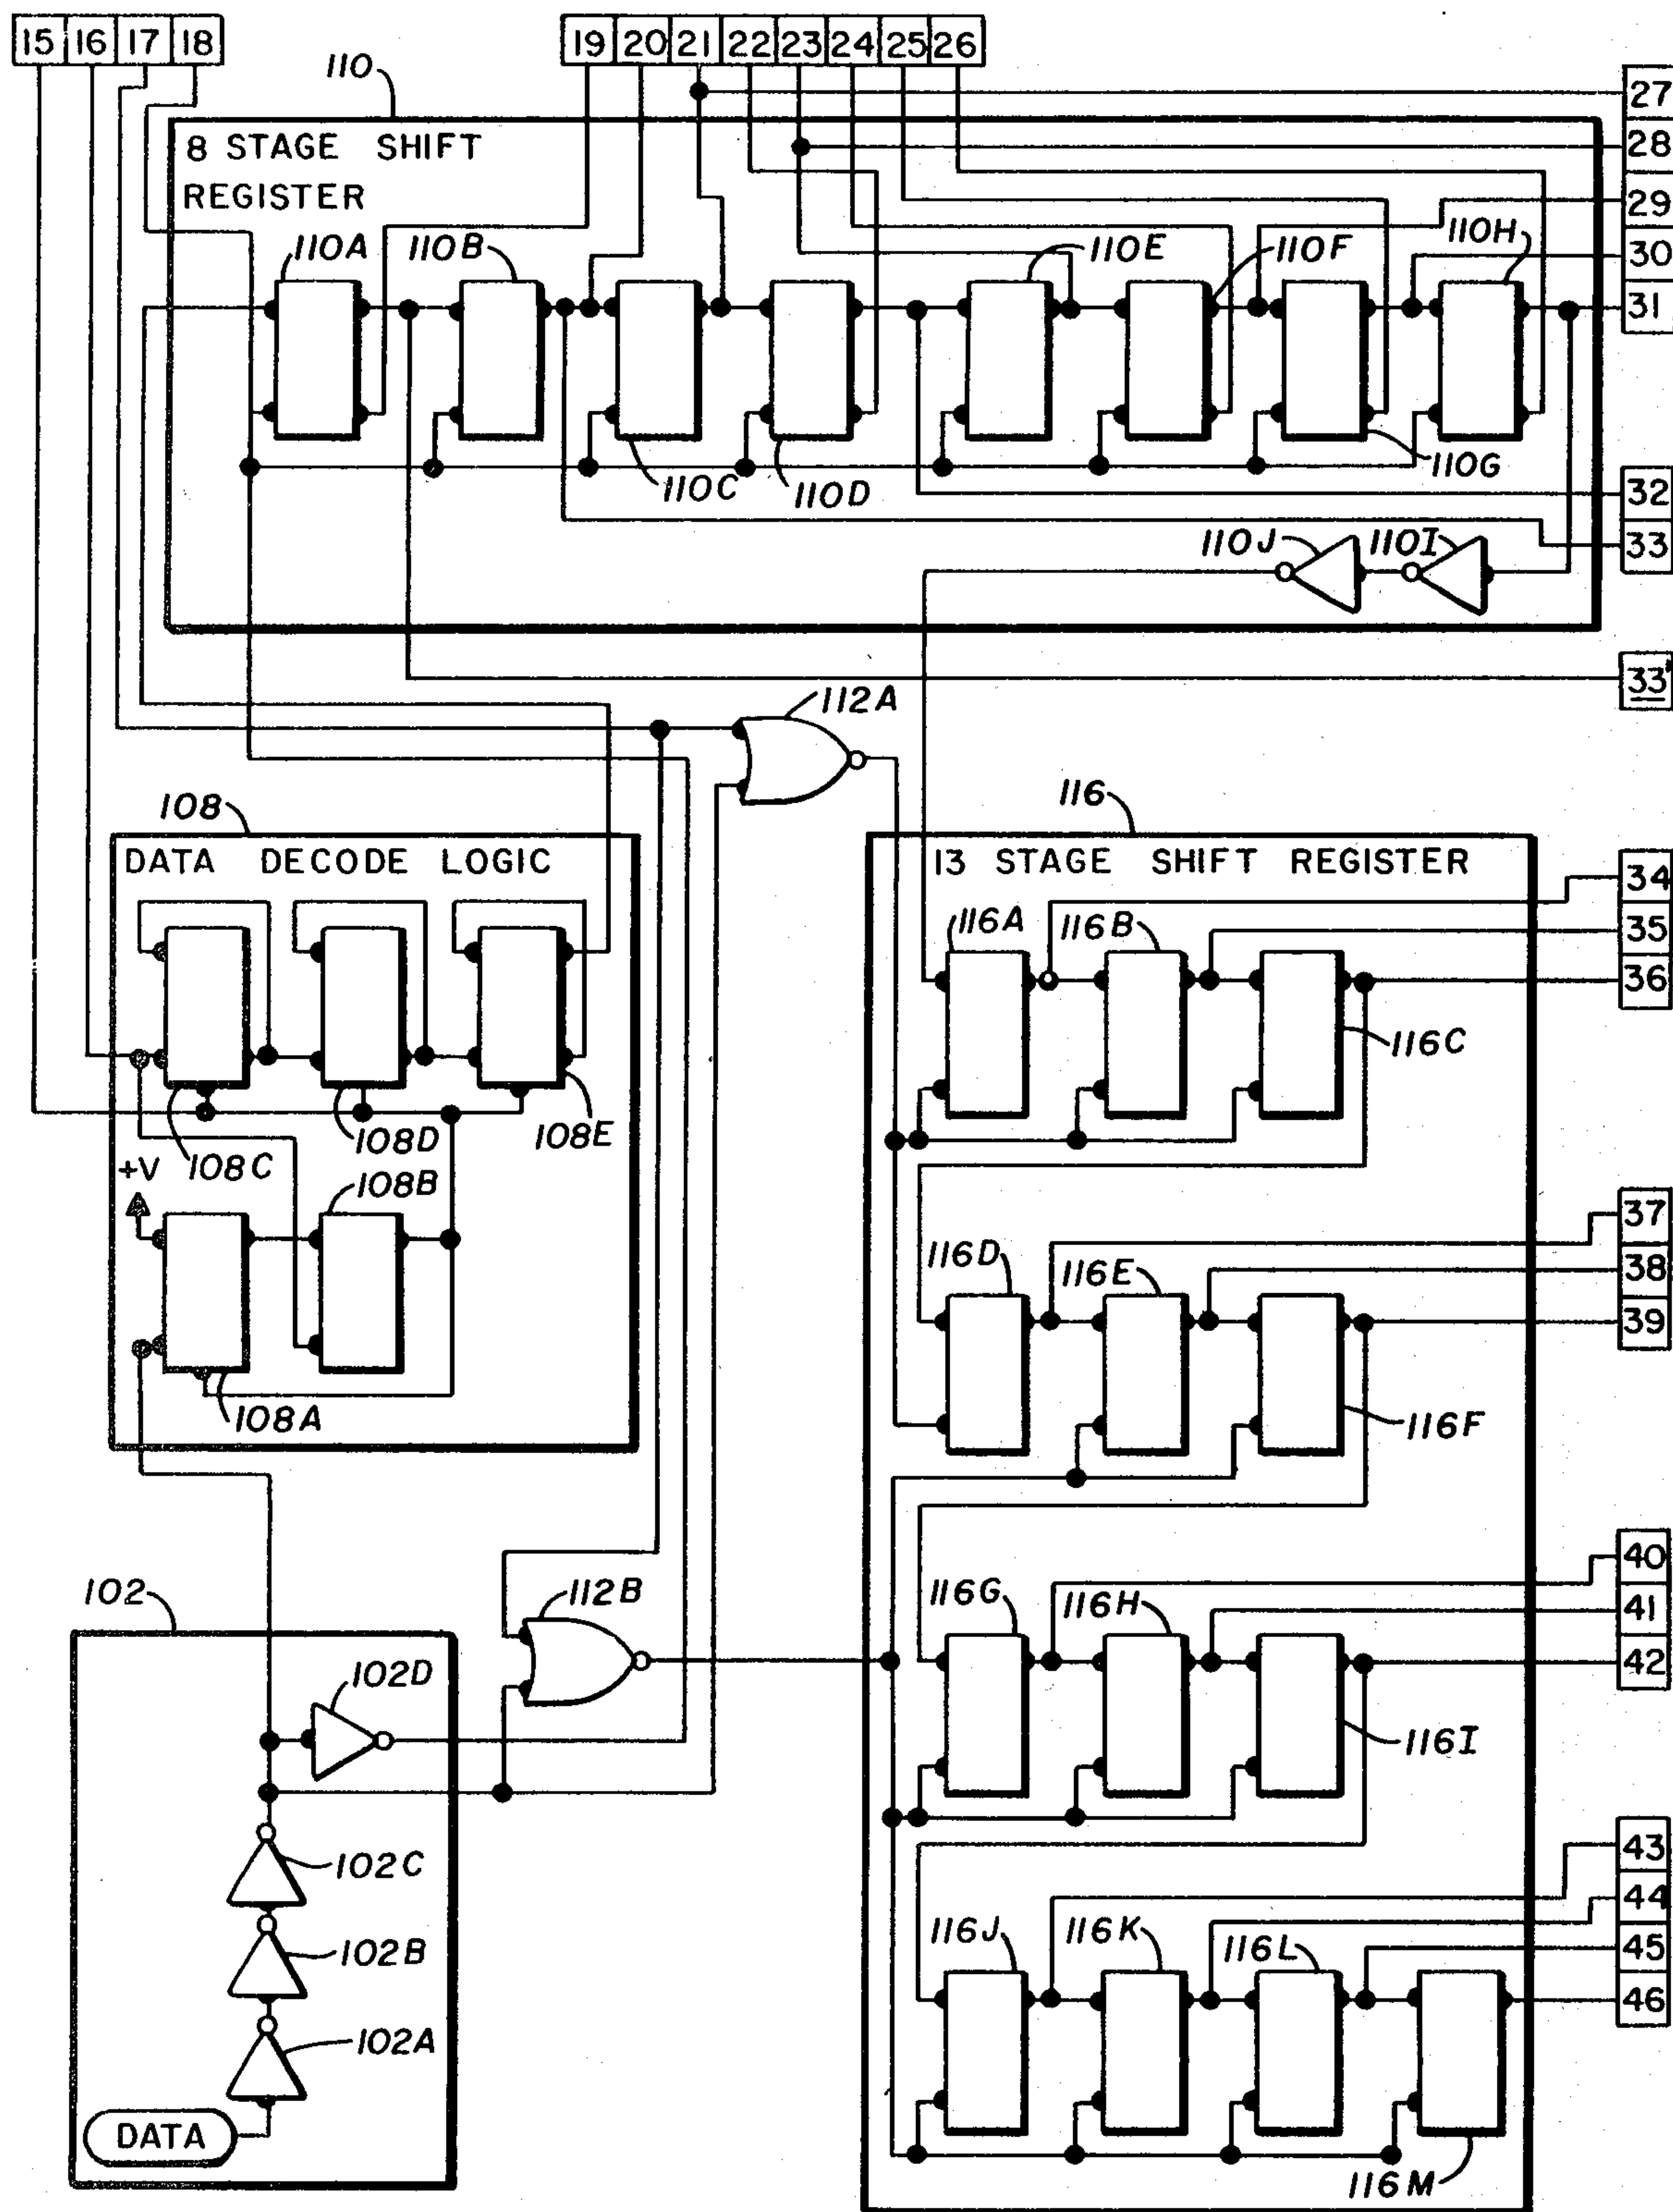 15 16 17 18
19 20 21 22 23 24 25 26
110
27
28
29
30
31
8 STAGE SHIFT
REGISTER
110A
110B
110E
110F
110H
110C
110D
110G
32
33
110J
110I
33'
112A
108
DATA DECODE LOGIC
116
13 STAGE SHIFT REGISTER
34
35
36
116A
116B
116C
108C
108D
108E
+V
108B
108A
37
38
39
116D
116E
116F
40
41
42
102
112B
116G
116H
116I
102D
102C
102B
102A
DATA
43
44
45
46
116J
116K
116L
116M